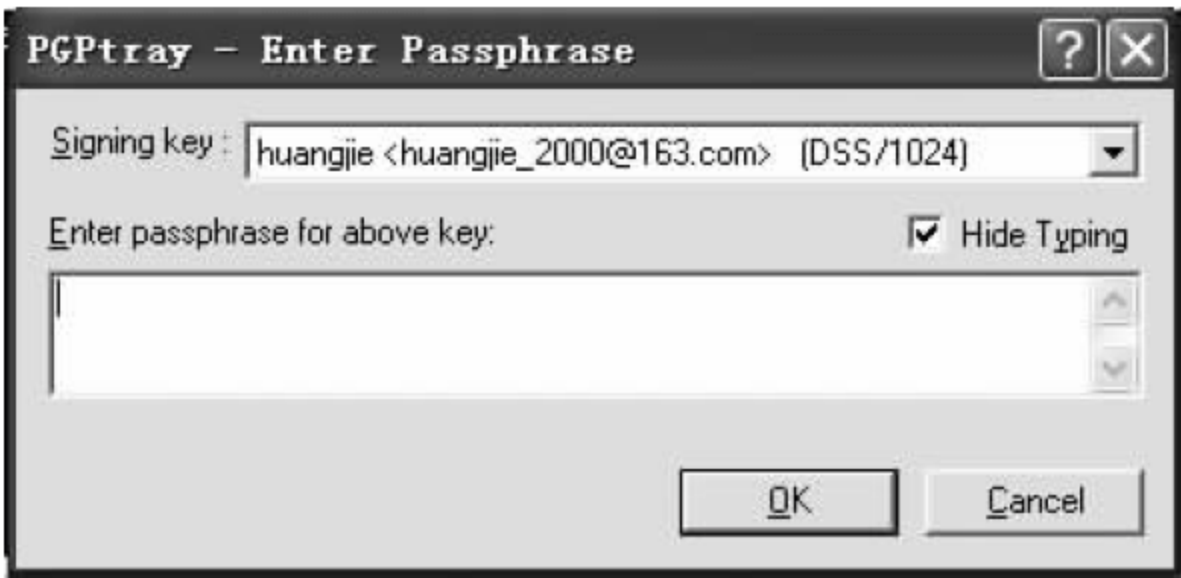 PGPtray - Enter Passphrase
Signing key : huangjie <huangjie_2000@163.com> (DSS/1024)
Enter passphrase for above key: Hide Typing
OK Cancel